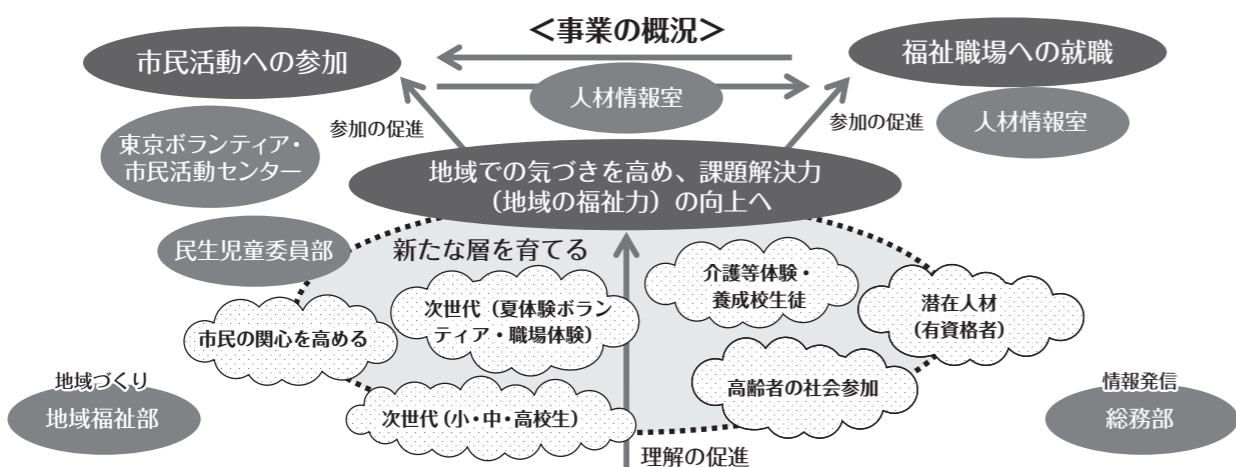 ＜事業の概況＞
市民活動への参加
福祉職場への就職
人材情報室
人材情報室
参加の促進
参加の促進
東京ボランティア・
市民活動センター
地域での気づきを高め、課題解決力
（地域の福祉力）の向上へ
民生児童委員部
新たな層を育てる
介護等体験・
養成校生徒
潜在人材
（有資格者）
次世代（夏体験ボラン
ティア・職場体験）
市民の関心を高める
高齢者の社会参加
地域づくり
地域福祉部
次世代（小・中・高校生）
情報発信
総務部
理解の促進